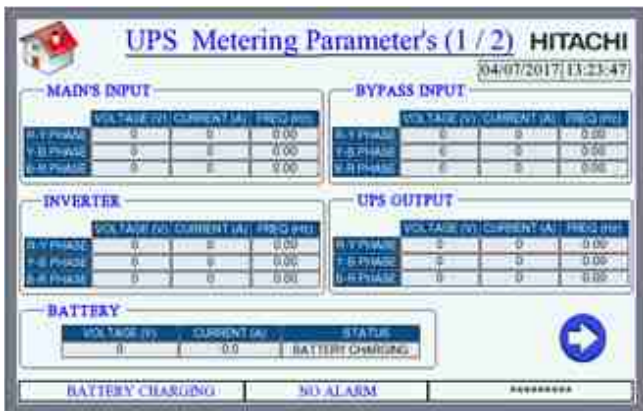 UPS Metering Parameter's (1 / 2) HITACHI
04/07/2017 13:23:47
MAIN'S INPUT
VOLTAGE (V) CURRENT (A) FREQ (Hz)
R-Y PHASE 0 0 0.00
Y-B PHASE 0 0 0.00
B-R PHASE 0 0 0.00
BYPASS INPUT
VOLTAGE (V) CURRENT (A) FREQ (Hz)
R-Y PHASE 0 0 0.00
Y-B PHASE 0 0 0.00
B-R PHASE 0 0 0.00
INVERTER
VOLTAGE (V) CURRENT (A) FREQ (Hz)
R-Y PHASE 0 0 0.00
Y-B PHASE 0 0 0.00
B-R PHASE 0 0 0.00
UPS OUTPUT
VOLTAGE (V) CURRENT (A) FREQ (Hz)
R-Y PHASE 0 0 0.00
Y-B PHASE 0 0 0.00
B-R PHASE 0 0 0.00
BATTERY
VOLTAGE (V) CURRENT (A) STATUS
0 0.0 BATTERY CHARGING
BATTERY CHARGING NO ALARM *********